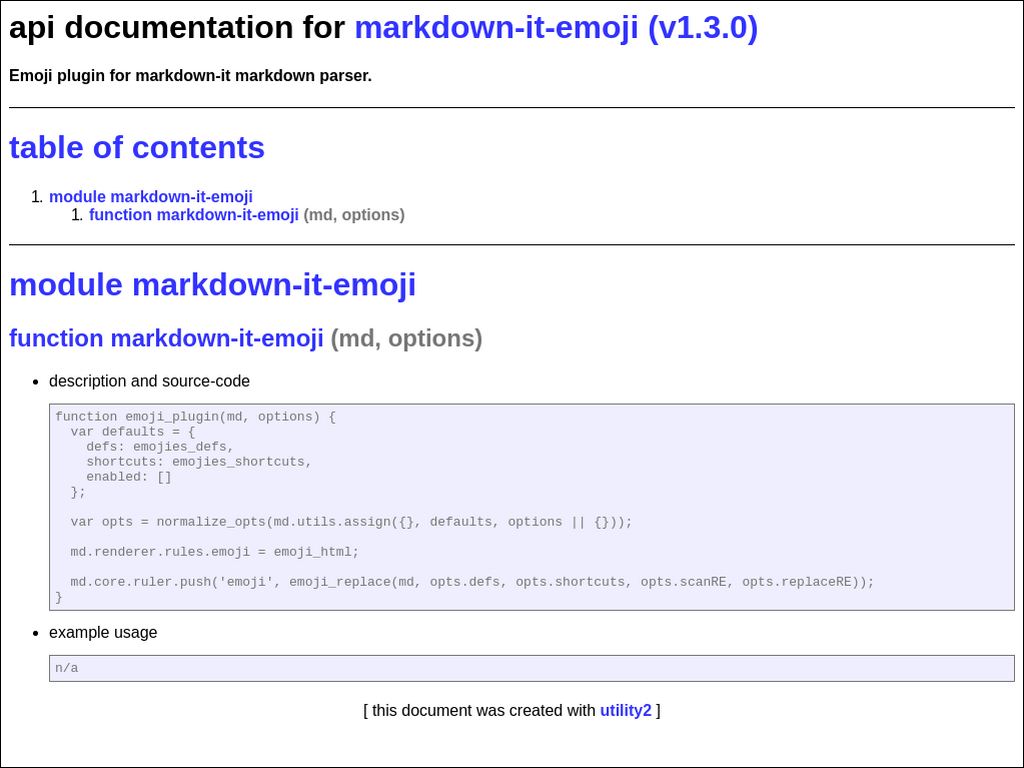 api documentation for markdown-it-emoji (v1.3.0)
Emoji plugin for markdown-it markdown parser.
table of contents
1. module markdown-it-emoji
1. function markdown-it-emoji (md, options)
module markdown-it-emoji
function markdown-it-emoji (md, options)
• description and source-code
function emoji_plugin(md, options) {
  var defaults = {
    defs: emojies_defs,
    shortcuts: emojies_shortcuts,
    enabled: []
  };
  var opts = normalize_opts(md.utils.assign({}, defaults, options || {}));
  md.renderer.rules.emoji = emoji_html;
  md.core.ruler.push('emoji', emoji_replace(md, opts.defs, opts.shortcuts, opts.scanRE, opts.replaceRE));
}
• example usage
n/a
[ this document was created with utility2 ]